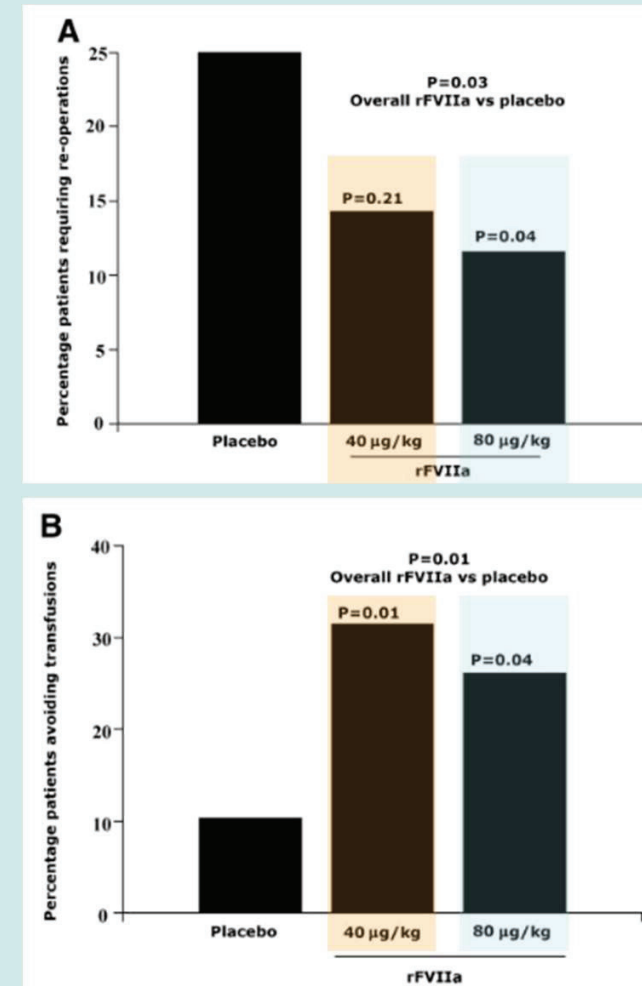 A
Percentage patients requiring re-operations
25
20
15
10
5
0
P=0.03
Overall rFVIIa vs placebo
P=0.21
P=0.04
Placebo
40 μg/kg
80 μg/kg
rFVIIa
B
Percentage patients avoiding transfusions
40
30
20
10
0
P=0.01
Overall rFVIIa vs placebo
P=0.01
P=0.04
Placebo
40 μg/kg
80 μg/kg
rFVIIa